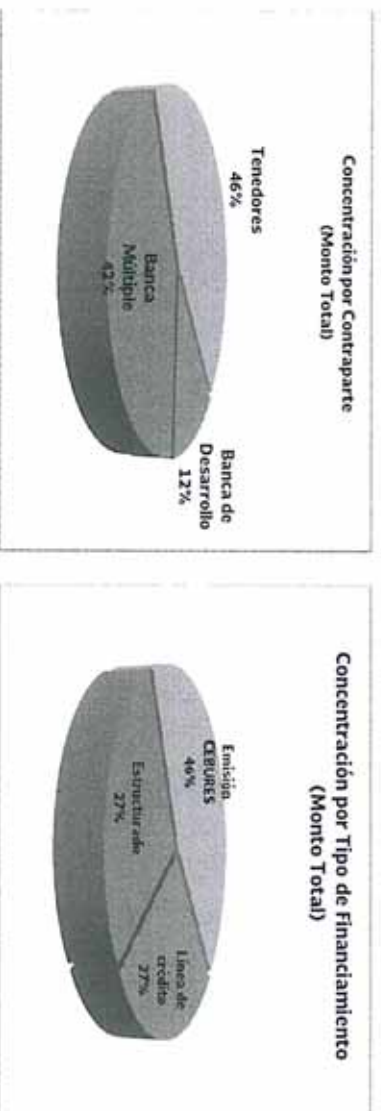 Concentración por Contraparte
(Monto Total)
Tenedores
46%
Banca de
Desarrollo
12%
Banca
Múltiple
42%
Concentración por Tipo de Financiamiento
(Monto Total)
Emisión
CEBURES
46%
Línea de
crédito
27%
Estructurado
27%